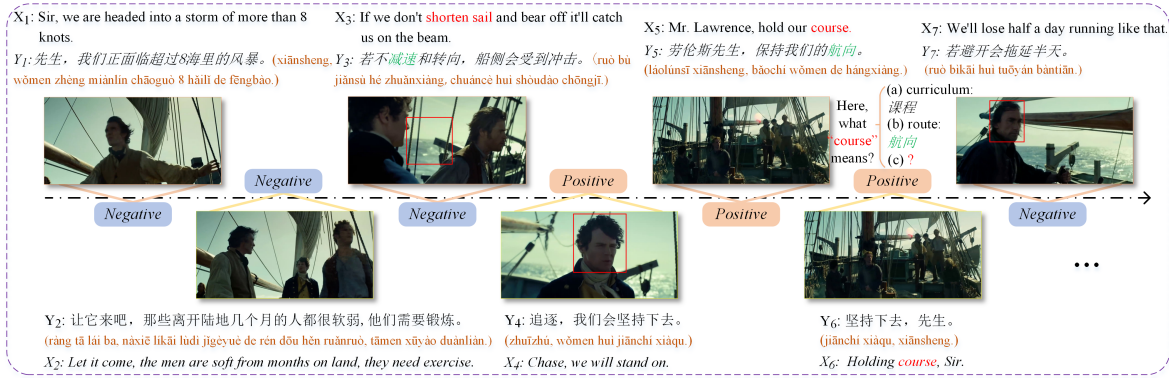 X1: Sir, we are headed into a storm of more than 8
knots.
Y1: 先生，我们正面临超过8海里的风暴。(xiānsheng,
wǒmen zhèng miànlín chāoguò 8 hǎilǐ de fēngbào.)
X3: If we don't shorten sail and bear off it'll catch
us on the beam.
Y3: 若不减速和转向，船侧会受到冲击。(ruò bù
jiǎnsù hé zhuǎnxiàng, chuáncè huì shòudào chōngjī.)
X5: Mr. Lawrence, hold our course.
Y5: 劳伦斯先生，保持我们的航向。
(láolúnsī xiānsheng, bǎochí wǒmen de hángxiàng.)
X7: We'll lose half a day running like that.
Y7: 若避开会拖延半天。
(ruò bìkāi huì tuōyán bàntiān.)
Here,
what
"course"
means?
(a) curriculum:
课程
(b) route:
航向
(c) ?
Negative
Negative
Negative
Positive
Positive
Positive
Negative
...
Y2: 让它来吧，那些离开陆地几个月的人都很软弱,他们需要锻炼。
(ràng tā lái ba, nàxiē líkāi lùdì jǐgèyuè de rén dōu hěn ruǎnruò, tāmen xūyào duànliàn.)
X2: Let it come, the men are soft from months on land, they need exercise.
Y4: 追逐，我们会坚持下去。
(zhuīzhú, wǒmen huì jiānchí xiàqu.)
X4: Chase, we will stand on.
Y6: 坚持下去，先生。
(jiānchí xiàqu, xiānsheng.)
X6: Holding course, Sir.